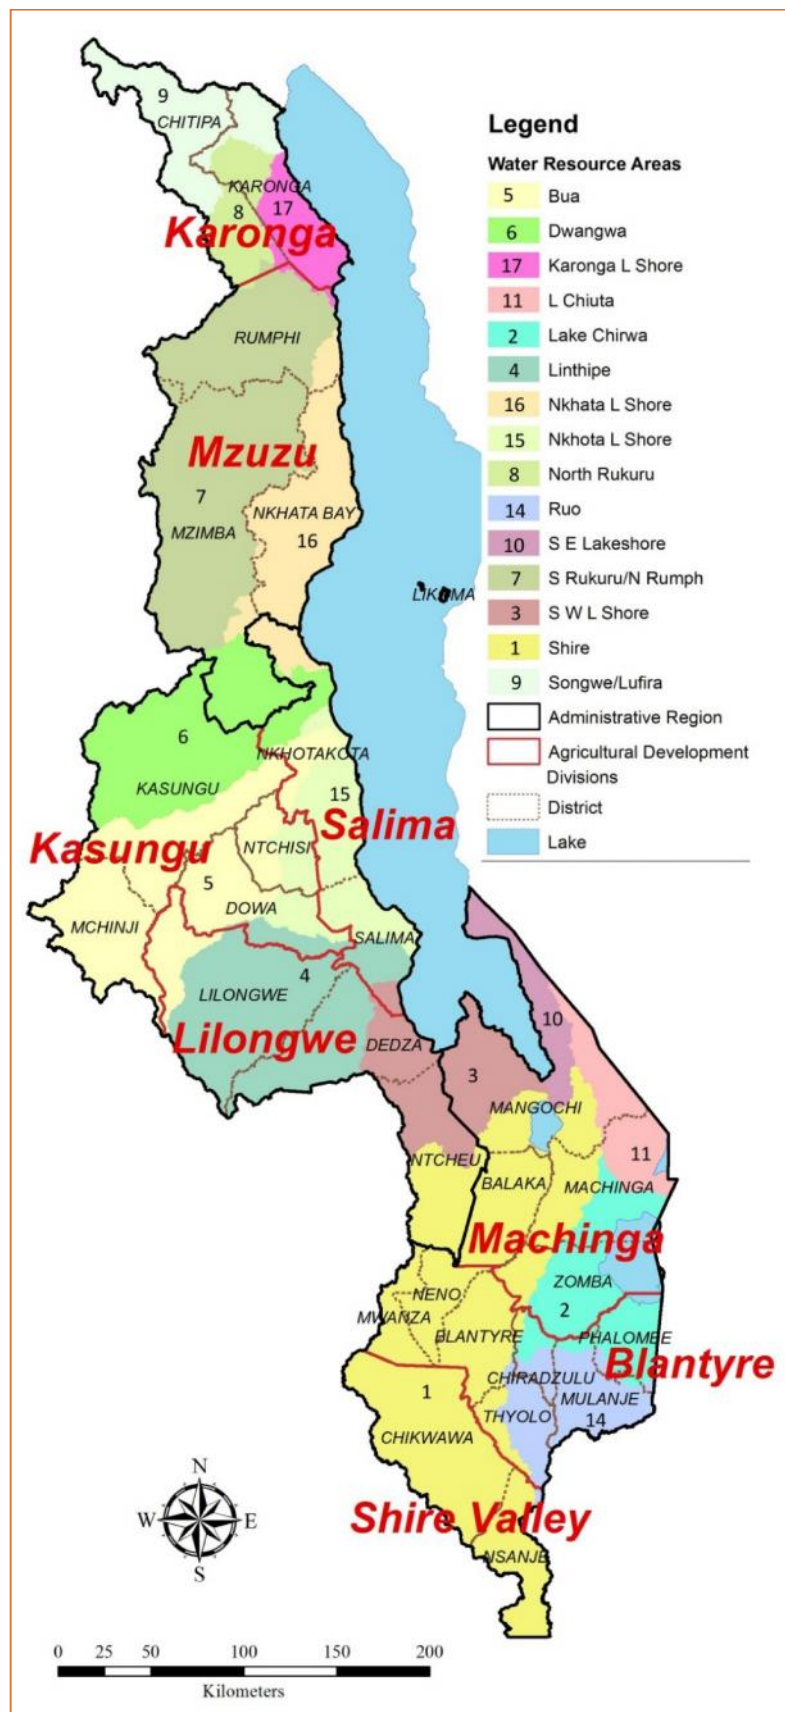 9
CHITIPA
KARONGA
17
8
Karonga
RUMPHI
Mzuzu
7
NKHATA BAY
MZIMBA
16
LIKOMA
6
NKHOTAKOTA
KASUNGU
15
Salima
Kasungu
NTCHISI
5
DOWA
MCHINJI
SALIMA
4
LILONGWE
Lilongwe
DEDZA
10
3
MANGOCHI
11
NTCHEU
BALAKA
MACHINGA
Machinga
ZOMBA
NENO
2
MWANZA
BLANTYRE
PHALOMBE
Blantyre
CHIRADZULU
1
MULANJE
THYOLO
14
CHIKWAWA
Shire Valley
NSANJE
Legend
Water Resource Areas
5 Bua
6 Dwangwa
17 Karonga L Shore
11 L Chiuta
2 Lake Chirwa
4 Linthipe
16 Nkhata L Shore
15 Nkhota L Shore
8 North Rukuru
14 Ruo
10 S E Lakeshore
7 S Rukuru/N Rumph
3 S W L Shore
1 Shire
9 Songwe/Lufira
Administrative Region
Agricultural Development
Divisions
District
Lake
N
W E
S
0 25 50 100 150 200
Kilometers